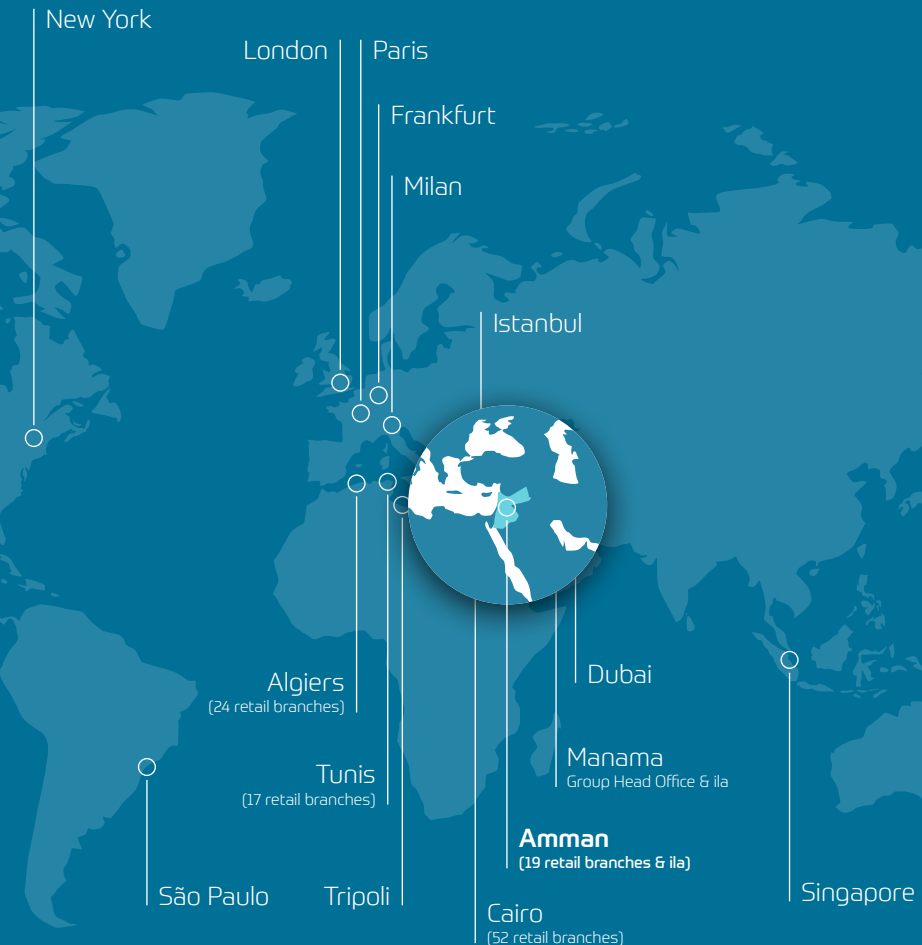 New York
London
Paris
Frankfurt
Milan
Istanbul
Algiers
(24 retail branches)
Dubai
Tunis
(17 retail branches)
Manama
Group Head Office & ila
Amman
(19 retail branches & ila)
São Paulo
Tripoli
Singapore
Cairo
(52 retail branches)